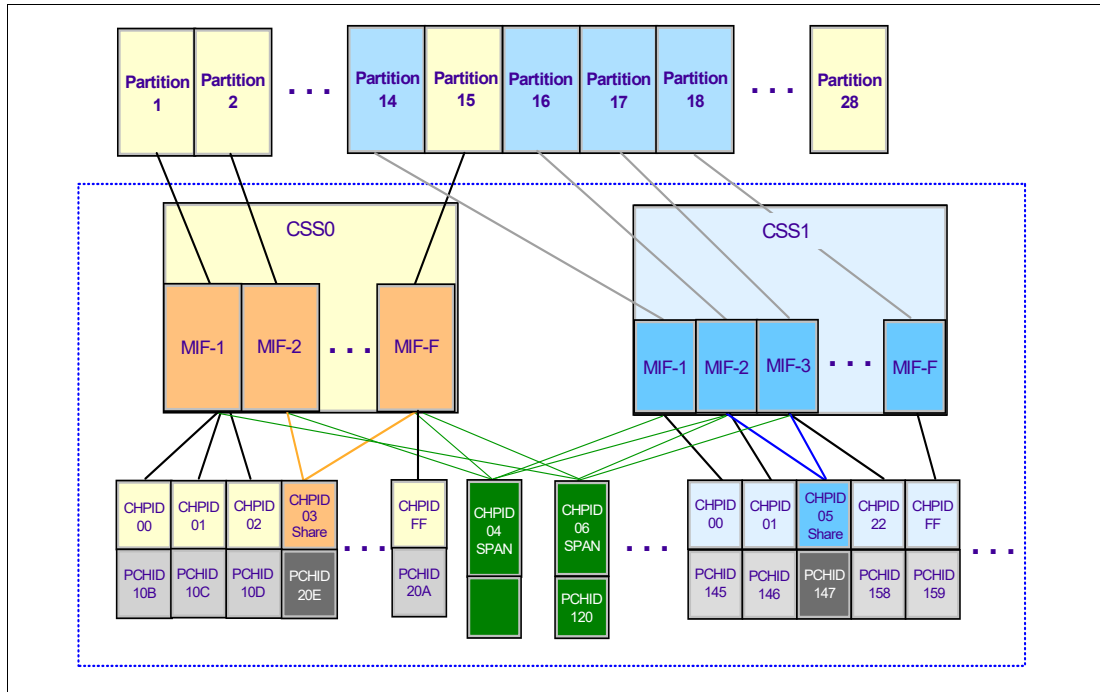 Partition
1
Partition
2
. . .
Partition
14
Partition
15
Partition
16
Partition
17
Partition
18
. . .
Partition
28
CSS0
CSS1
MIF-1
MIF-2
. . .
MIF-F
MIF-1
MIF-2
MIF-3
. . .
MIF-F
CHPID
00
CHPID
01
CHPID
02
CHPID
03
Share
. . .
CHPID
FF
CHPID
04
SPAN
CHPID
06
SPAN
. . .
CHPID
00
CHPID
01
CHPID
05
Share
CHPID
22
CHPID
FF
. . .
PCHID
10B
PCHID
10C
PCHID
10D
PCHID
20E
PCHID
20A
PCHID
120
PCHID
145
PCHID
146
PCHID
147
PCHID
158
PCHID
159